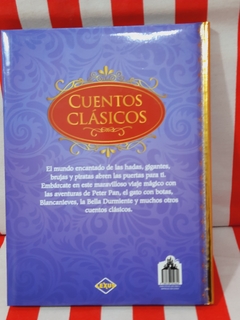 CUENTOS
CLÁSICOS
El mundo encantado de las hadas, gigantes,
brujas y piratas abren las puertas para ti.
Embárcate en este maravilloso viaje mágico con
las aventuras de Peter Pan, el gato con botas,
Blancanieves, la Bella Durmiente y muchos otros
cuentos clásicos.
LEXUS